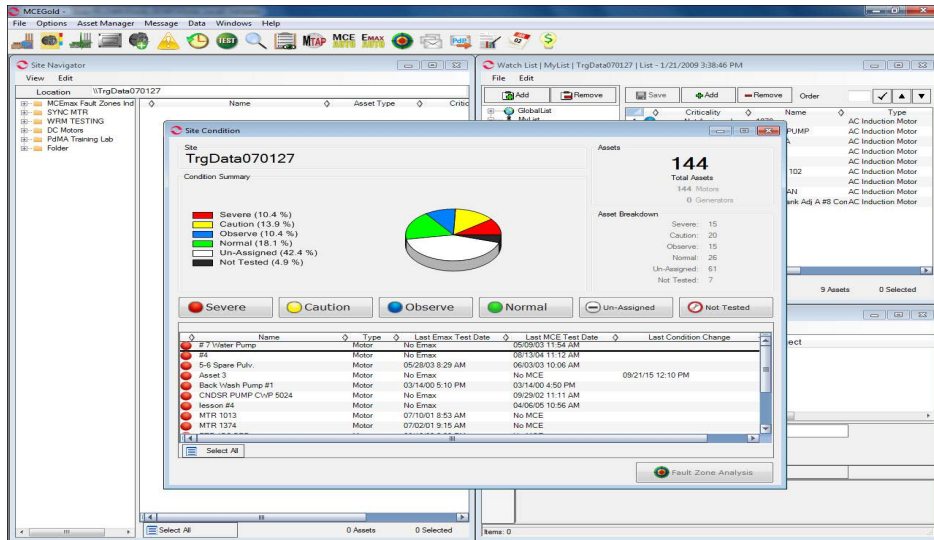 MCEGold -
File Options Asset Manager Message Data Windows Help
TEST MTAP MCE AUTO EMAX AUTO PdR
Site Navigator
View Edit
Location \\TrgData070127
Name Asset Type Critic
MCEmax Fault Zones Ind
SYNC MTR
WRM TESTING
DC Motors
PdMA Training Lab
Folder
Select All 0 Assets 0 Selected
Watch List | MyList | TrgData070127 | List - 1/21/2009 3:38:46 PM
File Edit
Add Remove Save Add Remove Order
GlobalList
MyList
Criticality Name Type
AC Induction Motor
PUMP AC Induction Motor
A AC Induction Motor
AC Induction Motor
AC Induction Motor
102 AC Induction Motor
AC Induction Motor
AN AC Induction Motor
ank Adj A #8 Con AC Induction Motor
9 Assets 0 Selected
ect
Items: 0
Site Condition
Site
TrgData070127
Condition Summary
Severe (10.4 %)
Caution (13.9 %)
Observe (10.4 %)
Normal (18.1 %)
Un-Assigned (42.4 %)
Not Tested (4.9 %)
Assets
144
Total Assets
144 Motors
0 Generators
Asset Breakdown
Severe: 15
Caution: 20
Observe: 15
Normal: 26
Un-Assigned: 61
Not Tested: 7
Severe Caution Observe Normal Un-Assigned Not Tested
Name Type Last Emax Test Date Last MCE Test Date Last Condition Change
# 7 Water Pump Motor No Emax 05/09/03 11:54 AM
#4 Motor No Emax 08/13/04 11:12 AM
5-6 Spare Pulv. Motor 05/28/03 8:29 AM 06/03/03 10:06 AM
Asset 3 Motor No Emax No MCE 09/21/15 12:10 PM
Back Wash Pump #1 Motor 03/14/00 5:10 PM 03/14/00 4:50 PM
CNDSR PUMP CWP 5024 Motor No Emax 09/29/02 11:11 AM
lesson #4 Motor No Emax 04/06/05 10:56 AM
MTR 1013 Motor 07/10/01 8:53 AM No MCE
MTR 1374 Motor 07/02/01 9:15 AM No MCE
Select All
Fault Zone Analysis